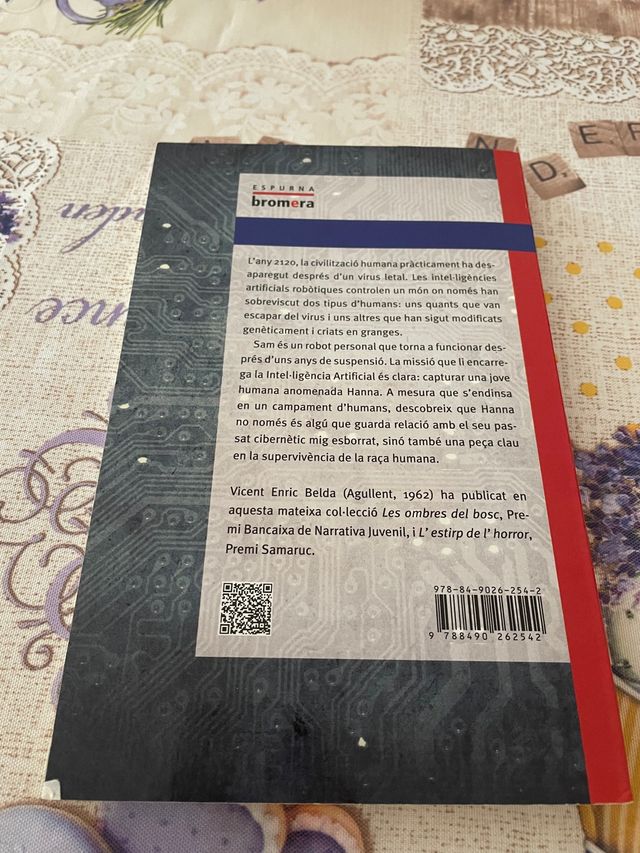 N D E F
D
ESPURNA
bromera
L'any 2120, la civilització humana pràcticament ha des-
aparegut després d'un virus letal. Les intel·ligències
artificials robòtiques controlen un món on només han
sobreviscut dos tipus d'humans: uns quants que van
escapar del virus i uns altres que han sigut modificats
genèticament i criats en granges.
Sam és un robot personal que torna a funcionar des-
prés d'uns anys de suspensió. La missió que li encarre-
ga la Intel·ligència Artificial és clara: capturar una jove
humana anomenada Hanna. A mesura que s'endinsa
en un campament d'humans, descobreix que Hanna
no només és algú que guarda relació amb el seu pas-
sat cibernètic mig esborrat, sinó també una peça clau
en la supervivència de la raça humana.
Vicent Enric Belda (Agullent, 1962) ha publicat en
aquesta mateixa col·lecció Les ombres del bosc, Pre-
mi Bancaixa de Narrativa Juvenil, i L' estirp de l' horror,
Premi Samaruc.
978-84-9026-254-2
9 788490 262542